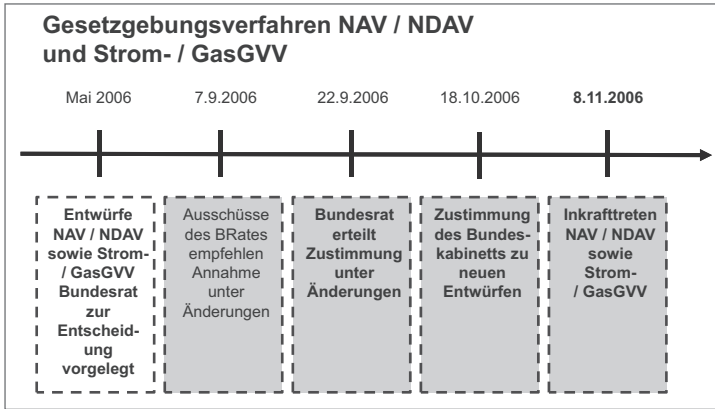 Gesetzgebungsverfahren NAV / NDAV
und Strom- / GasGVV
Mai 2006
7.9.2006
22.9.2006
18.10.2006
8.11.2006
Entwürfe
NAV / NDAV
sowie Strom-
/ GasGVV
Bundesrat
zur
Entscheid-
ung
vorgelegt
Ausschüsse
des BRates
empfehlen
Annahme
unter
Änderungen
Bundesrat
erteilt
Zustimmung
unter
Änderungen
Zustimmung
des Bundes-
kabinetts zu
neuen
Entwürfen
Inkrafttreten
NAV / NDAV
sowie
Strom-
/ GasGVV